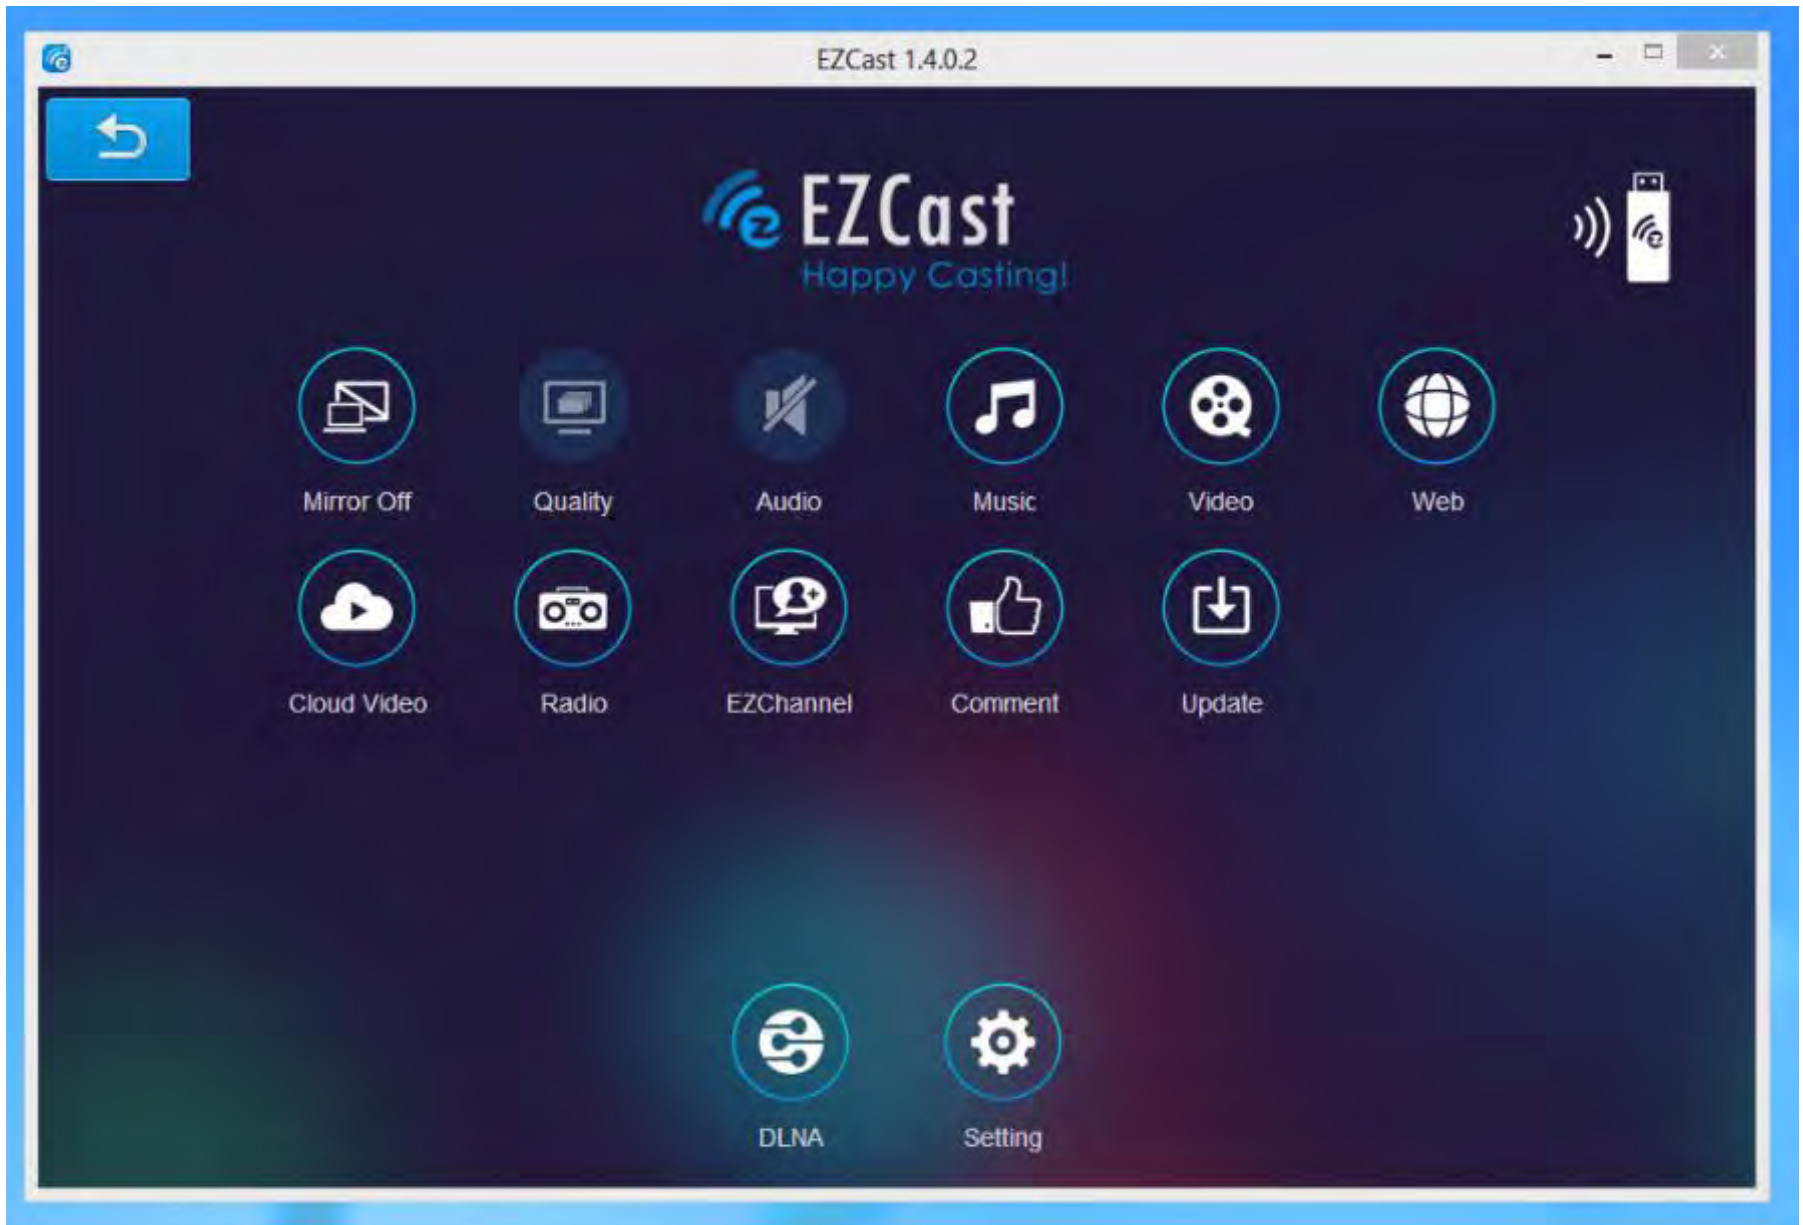 EZCast 1.4.0.2
EZCast
Happy Casting!
Mirror Off
Quality
Audio
Music
Video
Web
Cloud Video
Radio
EZChannel
Comment
Update
DLNA
Setting